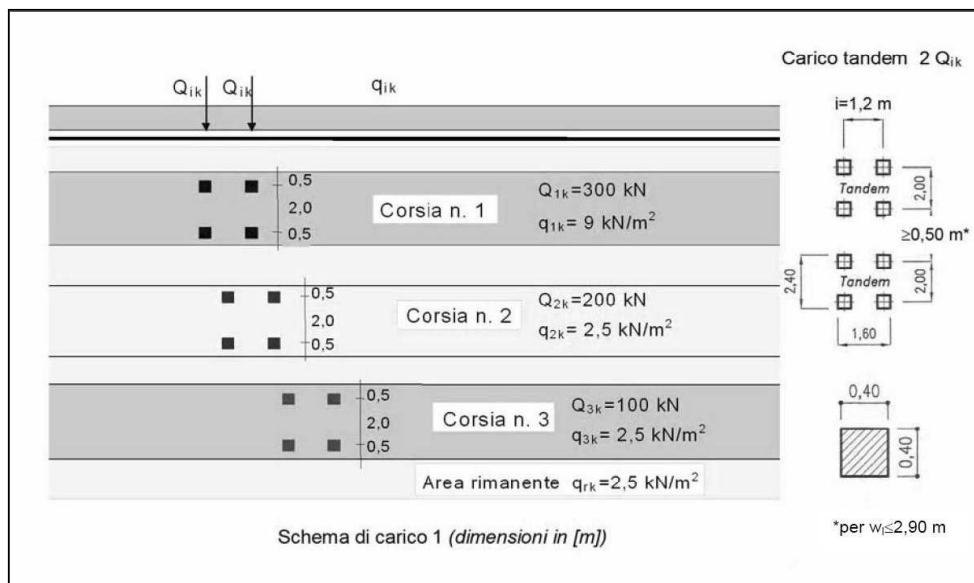 Carico tandem 2 Qik
Qik Qik qik
i=1,2 m
0,5
2,0
0,5
Corsia n. 1
Q1k=300 kN
q1k= 9 kN/m²
Tandem
2,00
≥0,50 m*
0,5
2,0
0,5
Corsia n. 2
Q2k=200 kN
q2k= 2,5 kN/m²
2,40
Tandem
2,00
1,60
0,5
2,0
0,5
Corsia n. 3
Q3k=100 kN
q3k= 2,5 kN/m²
0,40
0,40
Area rimanente qrk=2,5 kN/m²
Schema di carico 1 (dimensioni in [m])
*per wl≤2,90 m